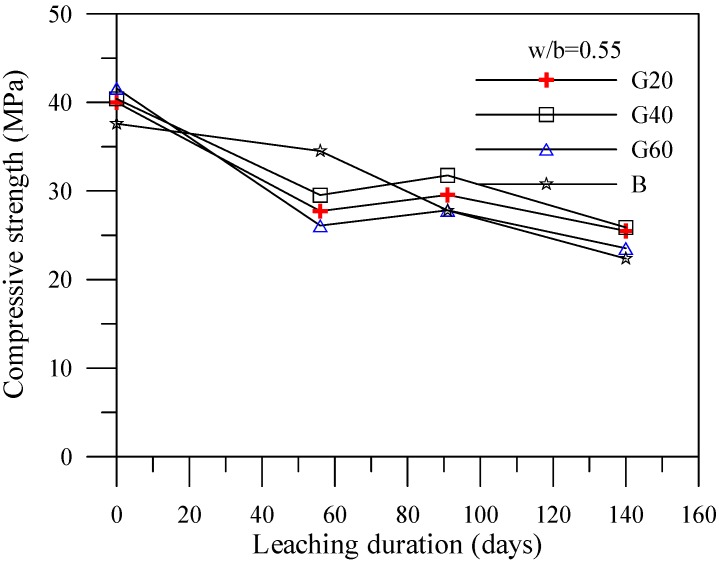 50
40
30
20
10
0
Compressive strength (MPa)
w/b=0.55
G20
G40
G60
B
0 20 40 60 80 100 120 140 160
Leaching duration (days)